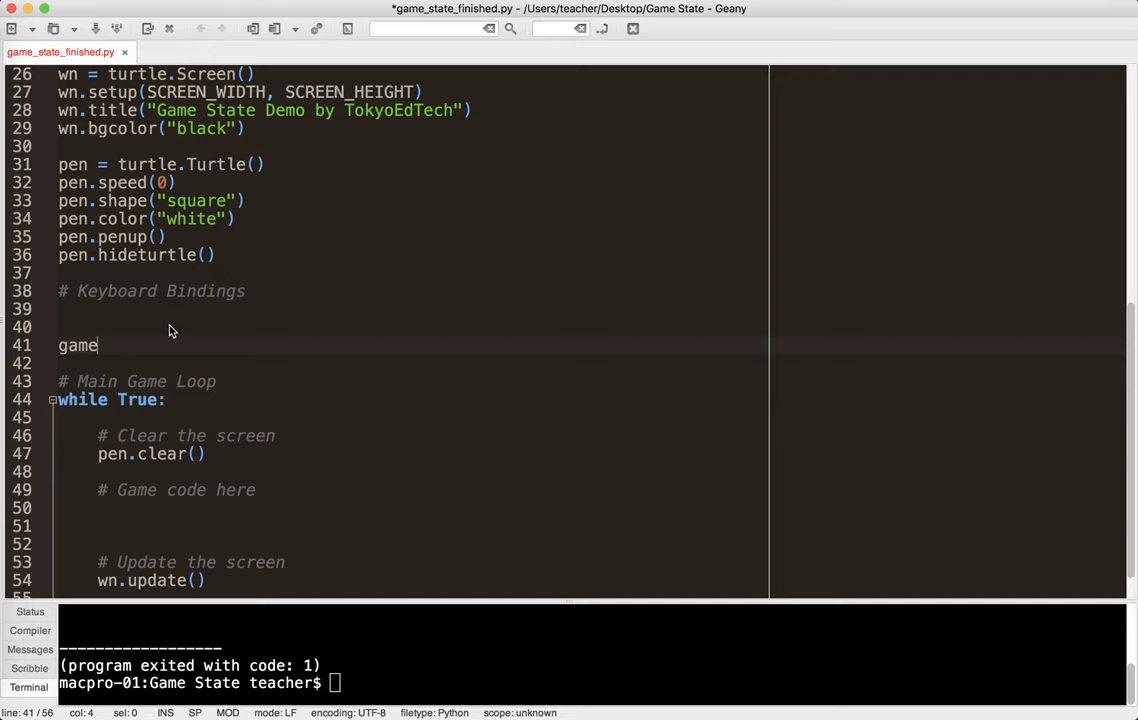 *game_state_finished.py - /Users/teacher/Desktop/Game State - Geany
game_state_finished.py ×
26 wn = turtle.Screen()
27 wn.setup(SCREEN_WIDTH, SCREEN_HEIGHT)
28 wn.title("Game State Demo by TokyoEdTech")
29 wn.bgcolor("black")
30
31 pen = turtle.Turtle()
32 pen.speed(0)
33 pen.shape("square")
34 pen.color("white")
35 pen.penup()
36 pen.hideturtle()
37
38 # Keyboard Bindings
39
40
41 game
42
43 # Main Game Loop
44 while True:
45
46 # Clear the screen
47 pen.clear()
48
49 # Game code here
50
51
52
53 # Update the screen
54 wn.update()
55
Status
Compiler
Messages
Scribble
Terminal
------------------
(program exited with code: 1)
macpro-01:Game State teacher$
line: 41 / 56 col: 4 sel: 0 INS SP MOD mode: LF encoding: UTF-8 filetype: Python scope: unknown